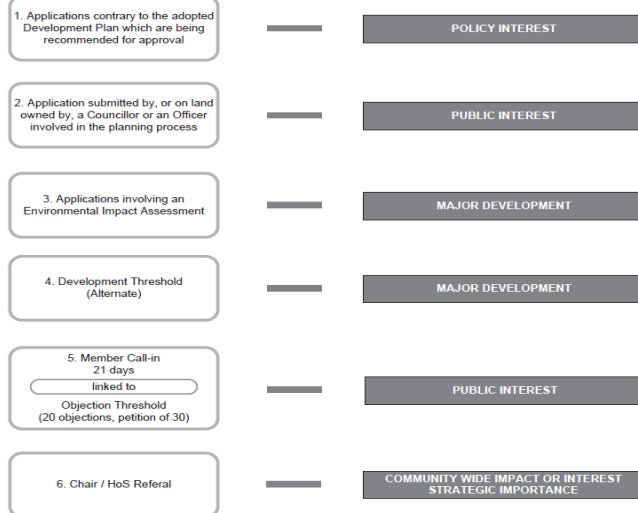 1. Applications contrary to the adopted
Development Plan which are being
recommended for approval
POLICY INTEREST
2. Application submitted by, or on land
owned by, a Councillor or an Officer
involved in the planning process
PUBLIC INTEREST
3. Applications involving an
Environmental Impact Assessment
MAJOR DEVELOPMENT
4. Development Threshold
(Alternate)
MAJOR DEVELOPMENT
5. Member Call-in
21 days
linked to
Objection Threshold
(20 objections, petition of 30)
PUBLIC INTEREST
6. Chair / HoS Referal
COMMUNITY WIDE IMPACT OR INTEREST
STRATEGIC IMPORTANCE